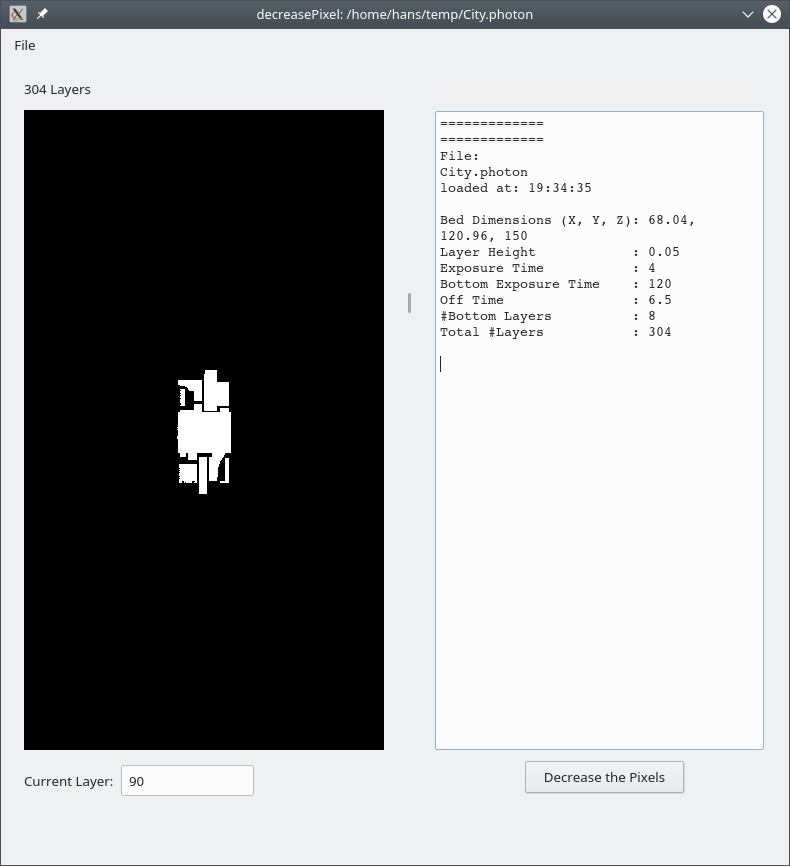 decreasePixel: /home/hans/temp/City.photon
File
304 Layers
=============
=============
File:
City.photon
loaded at: 19:34:35
Bed Dimensions (X, Y, Z): 68.04,
120.96, 150
Layer Height            : 0.05
Exposure Time           : 4
Bottom Exposure Time    : 120
Off Time                : 6.5
#Bottom Layers          : 8
Total #Layers           : 304
Current Layer: 90
Decrease the Pixels